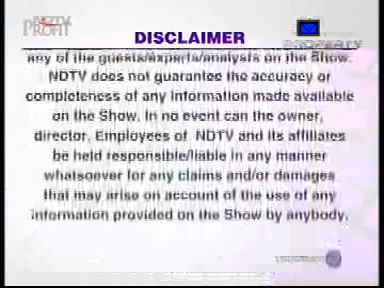 NDTV
PROFIT
PROPERTY
DISCLAIMER
any of the guests/experts/analysts on the Show.
NDTV does not guarantee the accuracy or
completeness of any information made available
on the Show. In no event can the owner,
director, Employees of NDTV and its affiliates
be held responsible/liable in any manner
whatsoever for any claims and/or damages
that may arise on account of the use of any
information provided on the Show by anybody.